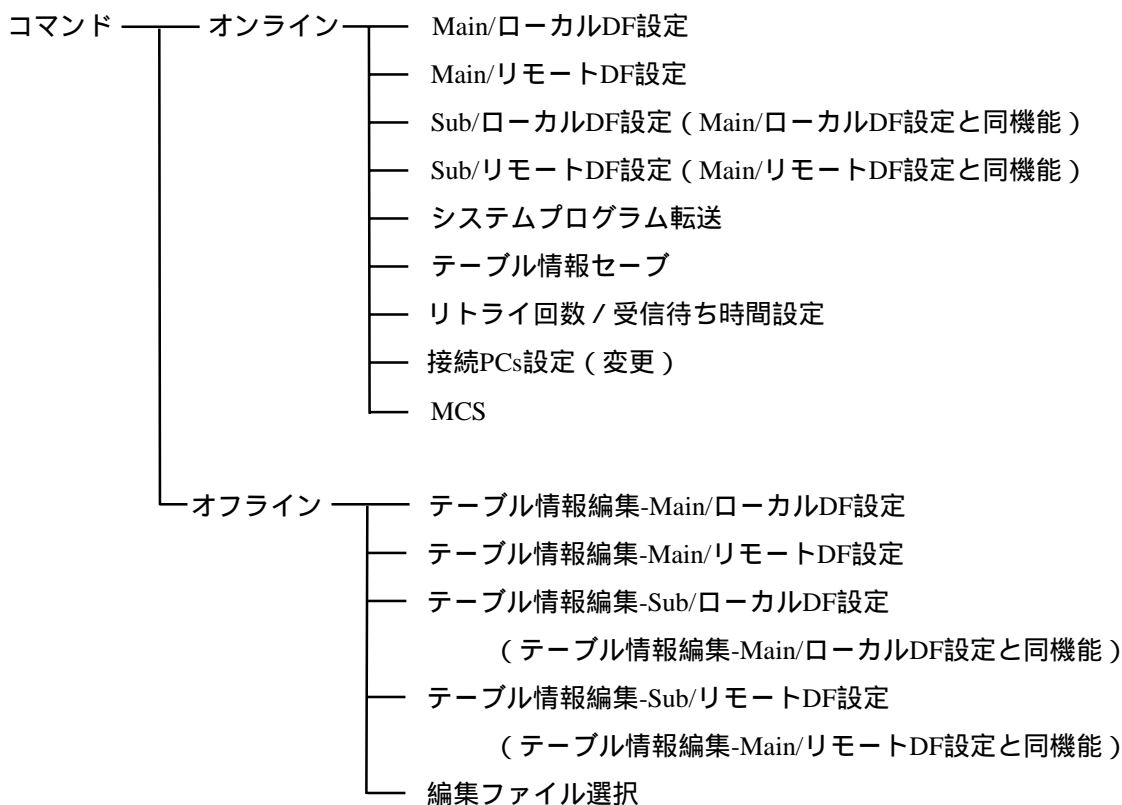 コマンド オンライン Main/ローカルDF設定
Main/リモートDF設定
Sub/ローカルDF設定(Main/ローカルDF設定と同機能)
Sub/リモートDF設定(Main/リモートDF設定と同機能)
システムプログラム転送
テーブル情報セーブ
リトライ回数/受信待ち時間設定
接続PCs設定(変更)
MCS
オフライン テーブル情報編集-Main/ローカルDF設定
テーブル情報編集-Main/リモートDF設定
テーブル情報編集-Sub/ローカルDF設定
(テーブル情報編集-Main/ローカルDF設定と同機能)
テーブル情報編集-Sub/リモートDF設定
(テーブル情報編集-Main/リモートDF設定と同機能)
編集ファイル選択